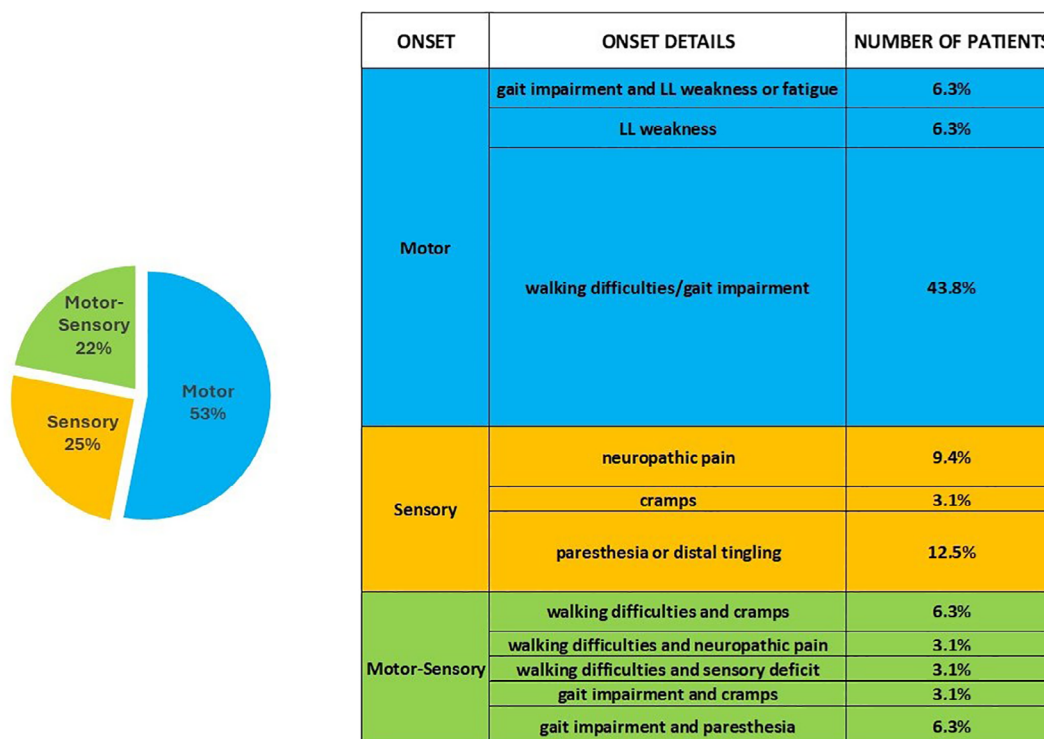 Motor-
Sensory
22%
Motor
53%
Sensory
25%
ONSET ONSET DETAILS NUMBER OF PATIENTS
Motor
gait impairment and LL weakness or fatigue 6.3%
LL weakness 6.3%
walking difficulties/gait impairment 43.8%
Sensory
neuropathic pain 9.4%
cramps 3.1%
paresthesia or distal tingling 12.5%
Motor-Sensory
walking difficulties and cramps 6.3%
walking difficulties and neuropathic pain 3.1%
walking difficulties and sensory deficit 3.1%
gait impairment and cramps 3.1%
gait impairment and paresthesia 6.3%